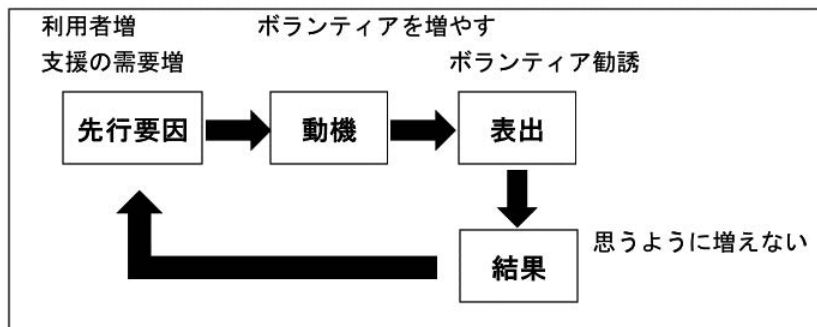 利用者増
ボランティアを増やす
支援の需要増
ボランティア勧誘
先行要因
動機
表出
結果
思うように増えない